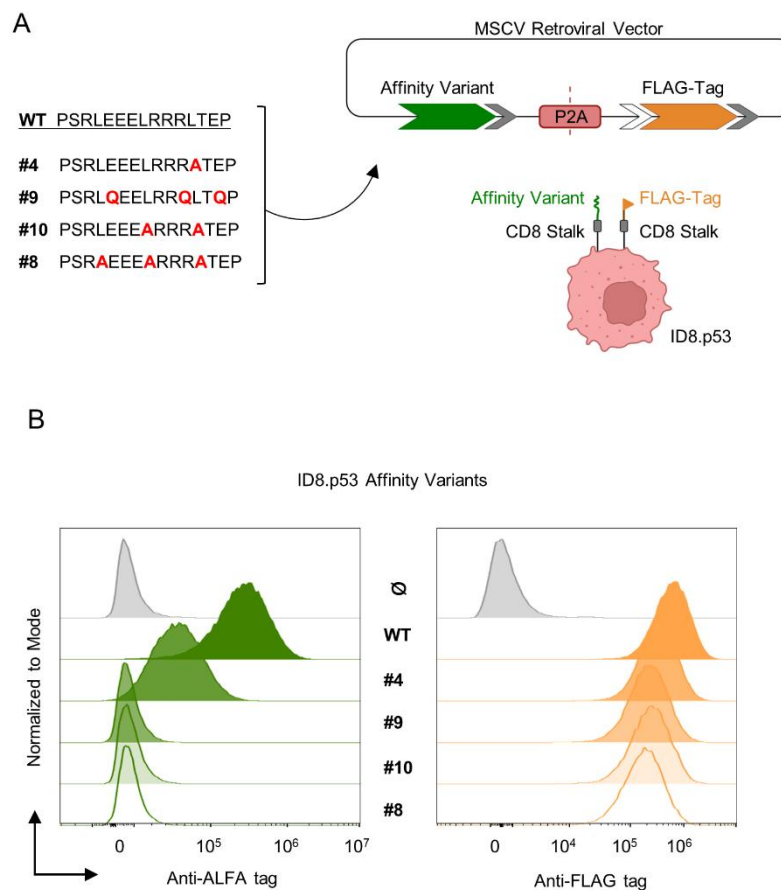 A
MSCV Retroviral Vector
Affinity Variant
FLAG-Tag
P2A
WT PSRLEEELRRRLTEP
#4 PSRLEEELRRRATEP
#9 PSRLQEELRRQLTQP
#10 PSRLEEEARRRATEP
#8 PSRAEEEARRRATEP
Affinity Variant
FLAG-Tag
CD8 Stalk
CD8 Stalk
ID8.p53
B
ID8.p53 Affinity Variants
Normalized to Mode
Ø
WT
#4
#9
#10
#8
0 10⁵ 10⁶ 10⁷
Anti-ALFA tag
0 10⁴ 10⁵ 10⁶
Anti-FLAG tag